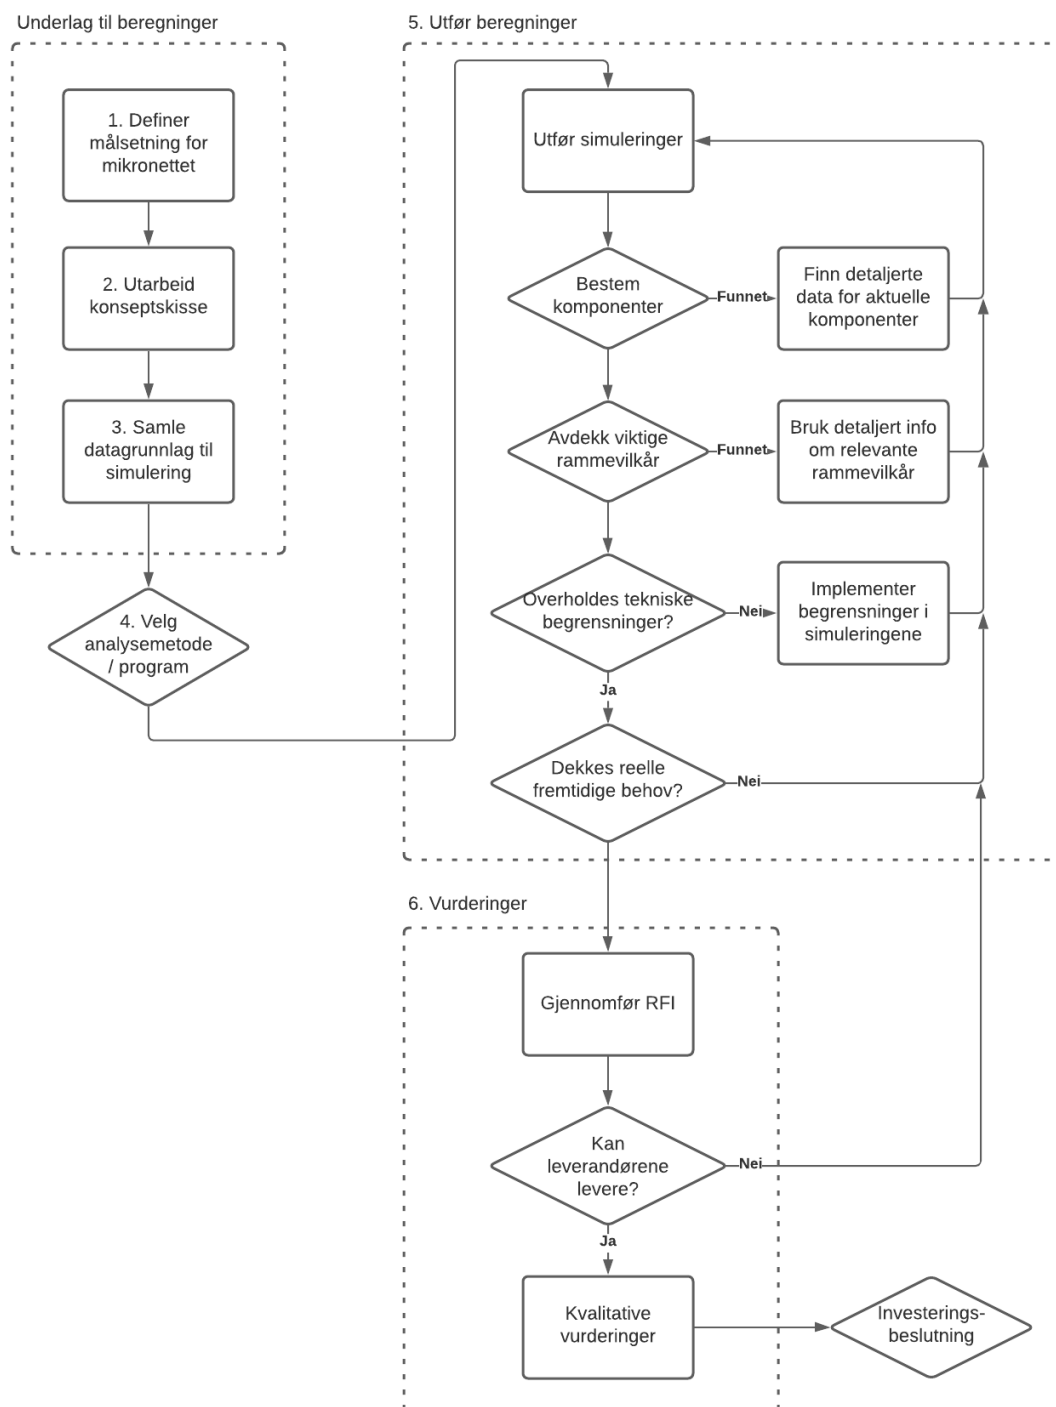 Underlag til beregninger
1. Definer
målsetning for
mikronettet
2. Utarbeid
konseptskisse
3. Samle
datagrunnlag til
simulering
4. Velg
analysemetode
/ program
5. Utfør beregninger
Utfør simuleringer
Bestem
komponenter
Funnet
Finn detaljerte
data for aktuelle
komponenter
Avdekk viktige
rammevilkår
Funnet
Bruk detaljert info
om relevante
rammevilkår
Overholdes tekniske
begrensninger?
Nei
Implementer
begrensninger i
simuleringene
Ja
Dekkes reelle
fremtidige behov?
Nei
6. Vurderinger
Gjennomfør RFI
Kan
leverandørene
levere?
Nei
Ja
Kvalitative
vurderinger
Investerings-
beslutning